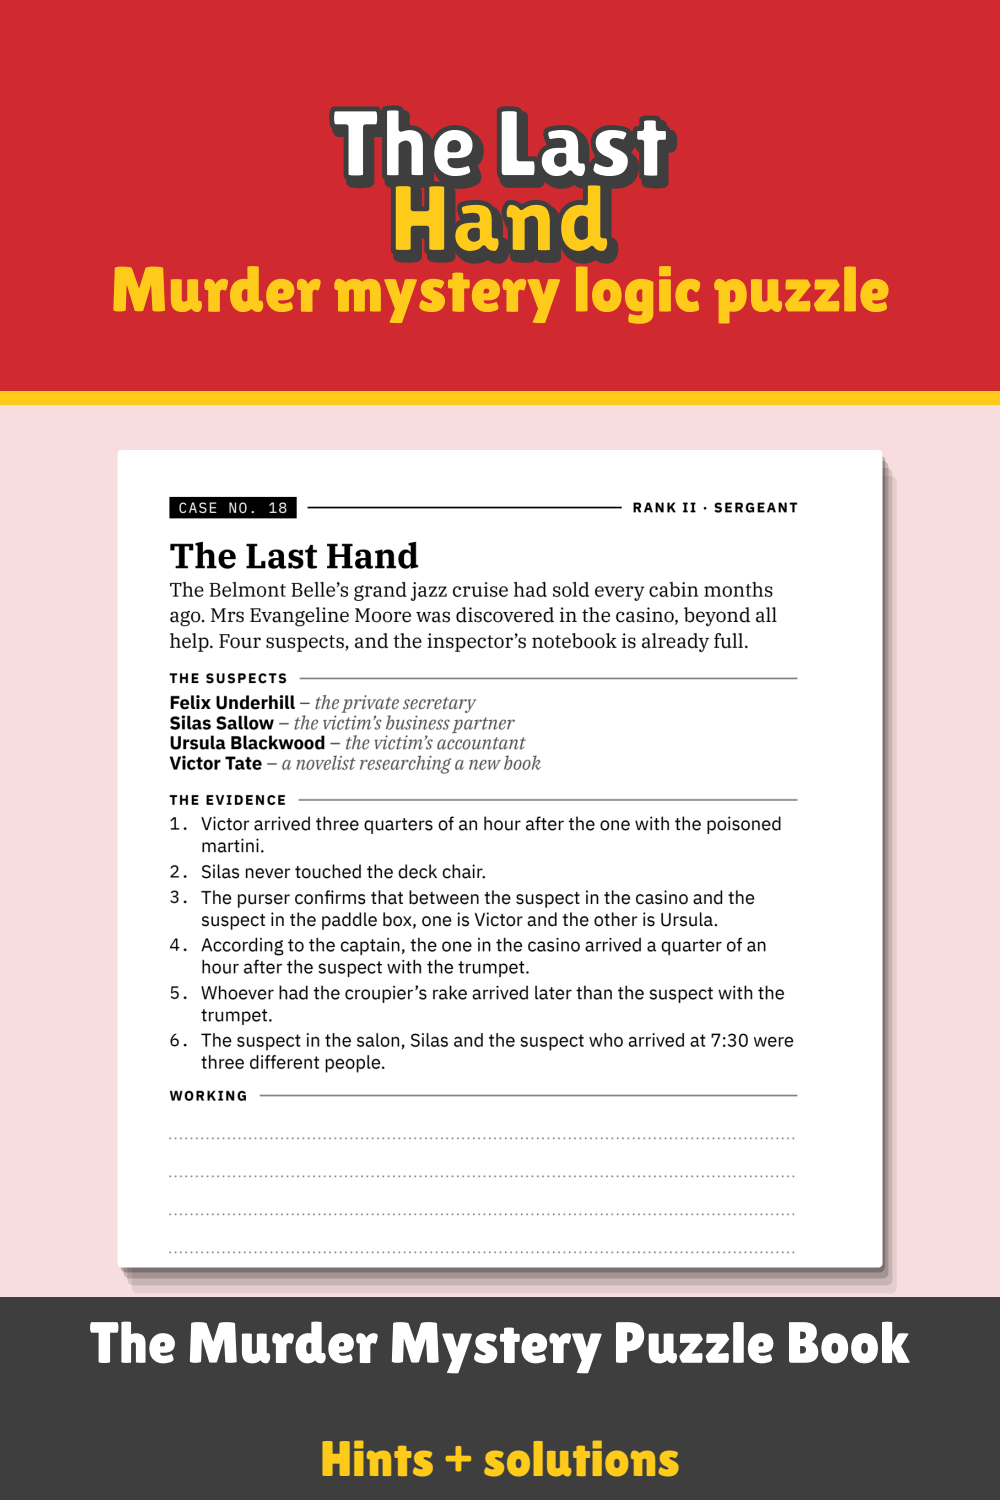 The Last
Hand
Murder mystery logic puzzle
CASE NO. 18
RANK II · SERGEANT
The Last Hand
The Belmont Belle’s grand jazz cruise had sold every cabin months
ago. Mrs Evangeline Moore was discovered in the casino, beyond all
help. Four suspects, and the inspector’s notebook is already full.
THE SUSPECTS
Felix Underhill – the private secretary
Silas Sallow – the victim’s business partner
Ursula Blackwood – the victim’s accountant
Victor Tate – a novelist researching a new book
THE EVIDENCE
1. Victor arrived three quarters of an hour after the one with the poisoned
martini.
2. Silas never touched the deck chair.
3. The purser confirms that between the suspect in the casino and the
suspect in the paddle box, one is Victor and the other is Ursula.
4. According to the captain, the one in the casino arrived a quarter of an
hour after the suspect with the trumpet.
5. Whoever had the croupier’s rake arrived later than the suspect with the
trumpet.
6. The suspect in the salon, Silas and the suspect who arrived at 7:30 were
three different people.
WORKING
The Murder Mystery Puzzle Book
Hints + solutions